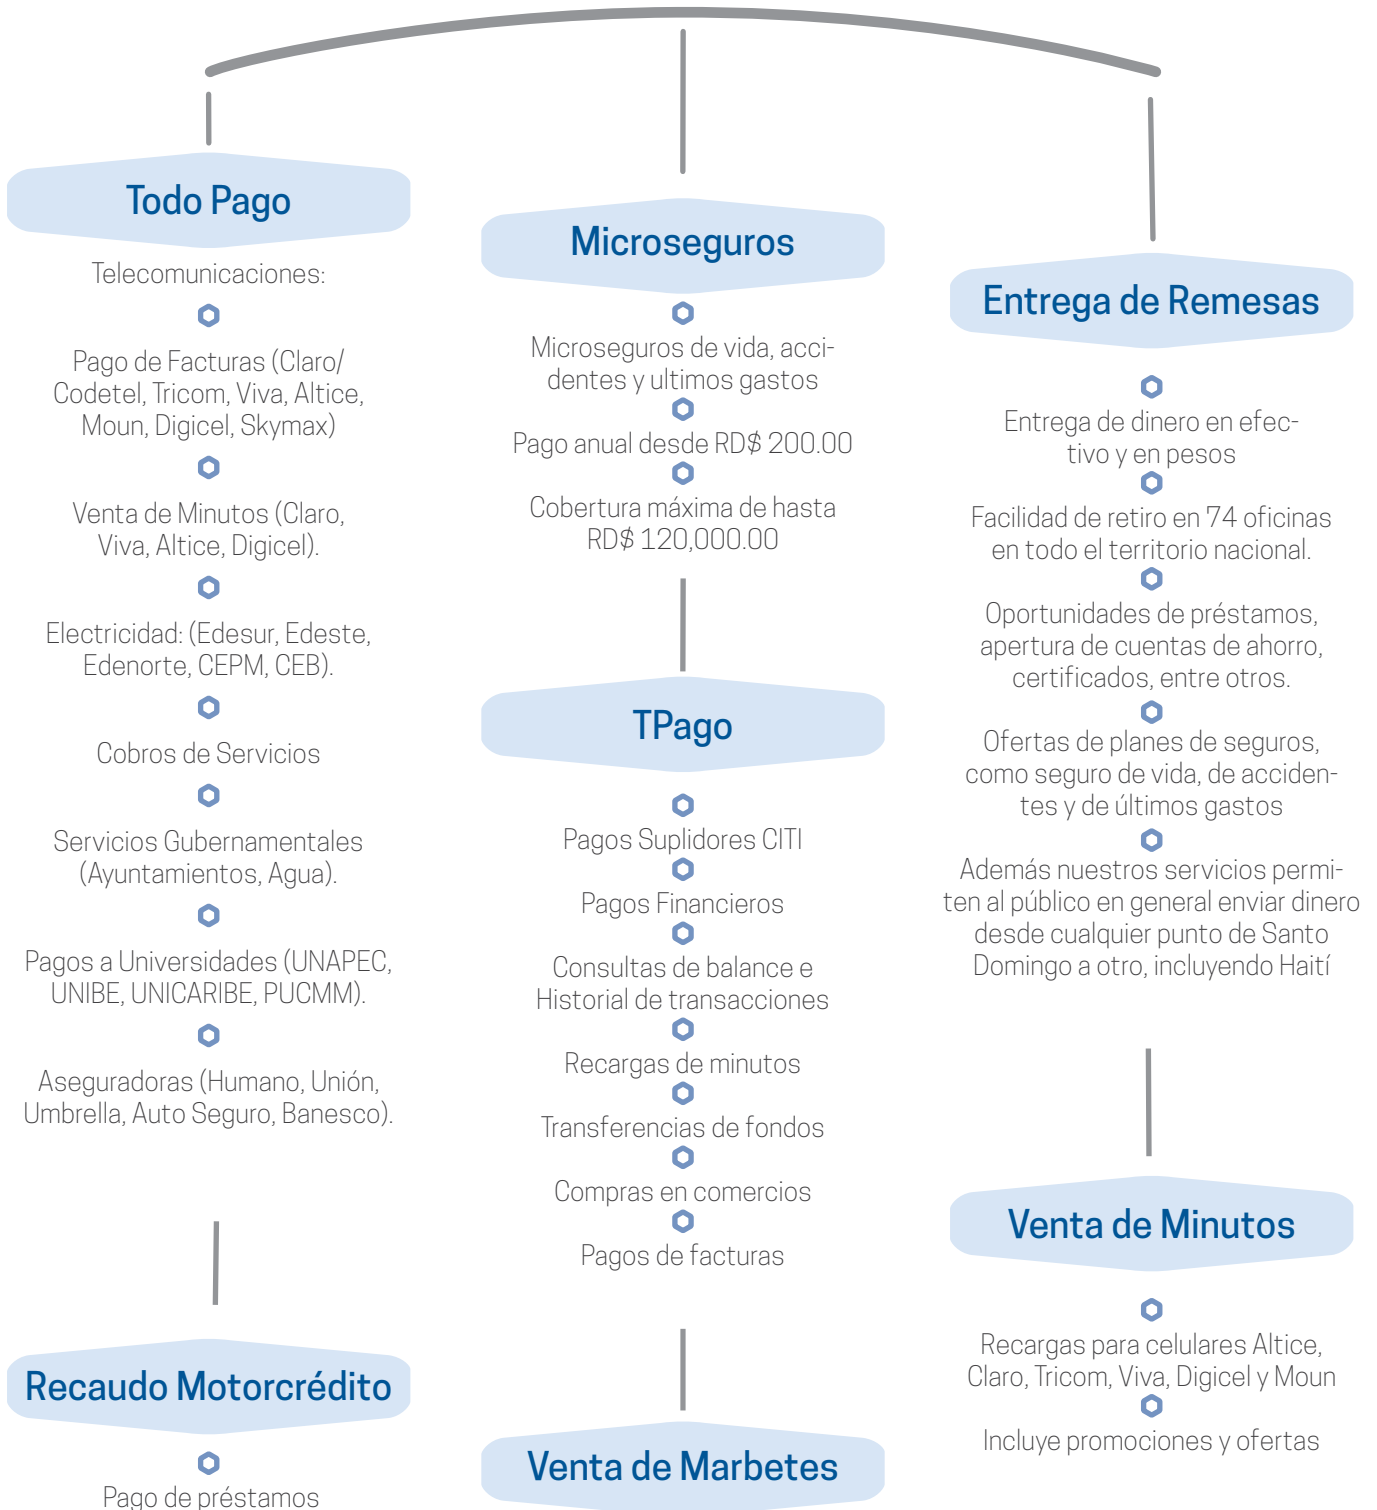 Todo Pago
Telecomunicaciones:
Pago de Facturas (Claro/
Codetel, Tricom, Viva, Altice,
Moun, Digicel, Skymax)
Venta de Minutos (Claro,
Viva, Altice, Digicel).
Electricidad: (Edesur, Edeste,
Edenorte, CEPM, CEB).
Cobros de Servicios
Servicios Gubernamentales
(Ayuntamientos, Agua).
Pagos a Universidades (UNAPEC,
UNIBE, UNICARIBE, PUCMM).
Aseguradoras (Humano, Unión,
Umbrella, Auto Seguro, Banesco).
Recaudo Motorcrédito
Pago de préstamos
Microseguros
Microseguros de vida, acci-
dentes y ultimos gastos
Pago anual desde RD$ 200.00
Cobertura máxima de hasta
RD$ 120,000.00
TPago
Pagos Suplidores CITI
Pagos Financieros
Consultas de balance e
Historial de transacciones
Recargas de minutos
Transferencias de fondos
Compras en comercios
Pagos de facturas
Venta de Marbetes
Entrega de Remesas
Entrega de dinero en efec-
tivo y en pesos
Facilidad de retiro en 74 oficinas
en todo el territorio nacional.
Oportunidades de préstamos,
apertura de cuentas de ahorro,
certificados, entre otros.
Ofertas de planes de seguros,
como seguro de vida, de acciden-
tes y de últimos gastos
Además nuestros servicios permi-
ten al público en general enviar dinero
desde cualquier punto de Santo
Domingo a otro, incluyendo Haití
Venta de Minutos
Recargas para celulares Altice,
Claro, Tricom, Viva, Digicel y Moun
Incluye promociones y ofertas